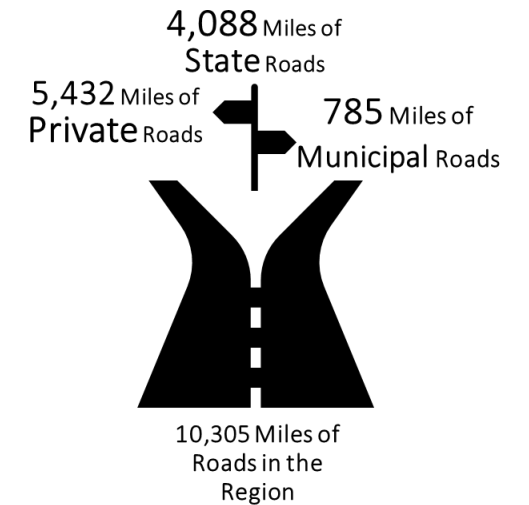 4,088 Miles of
State Roads
5,432 Miles of
Private Roads
785 Miles of
Municipal Roads
10,305 Miles of
Roads in the
Region